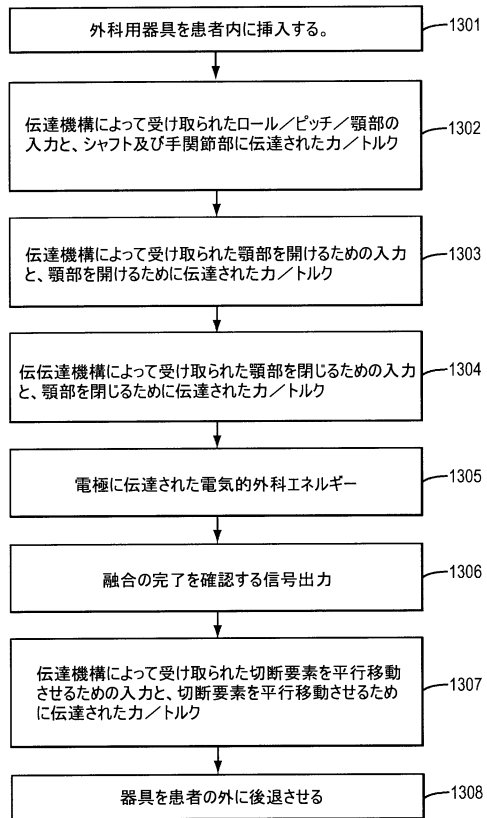 外科用器具を患者内に挿入する。
1301
伝達機構によって受け取られたロール／ピッチ／顎部の
入力と、シャフト及び手関節部に伝達された力／トルク
1302
伝達機構によって受け取られた顎部を開けるための入力
と、顎部を開けるために伝達された力／トルク
1303
伝伝達機構によって受け取られた顎部を閉じるための入力
と、顎部を閉じるために伝達された力／トルク
1304
電極に伝達された電気的外科エネルギー
1305
融合の完了を確認する信号出力
1306
伝達機構によって受け取られた切断要素を平行移動
させるための入力と、切断要素を平行移動させるため
に伝達された力／トルク
1307
器具を患者の外に後退させる
1308